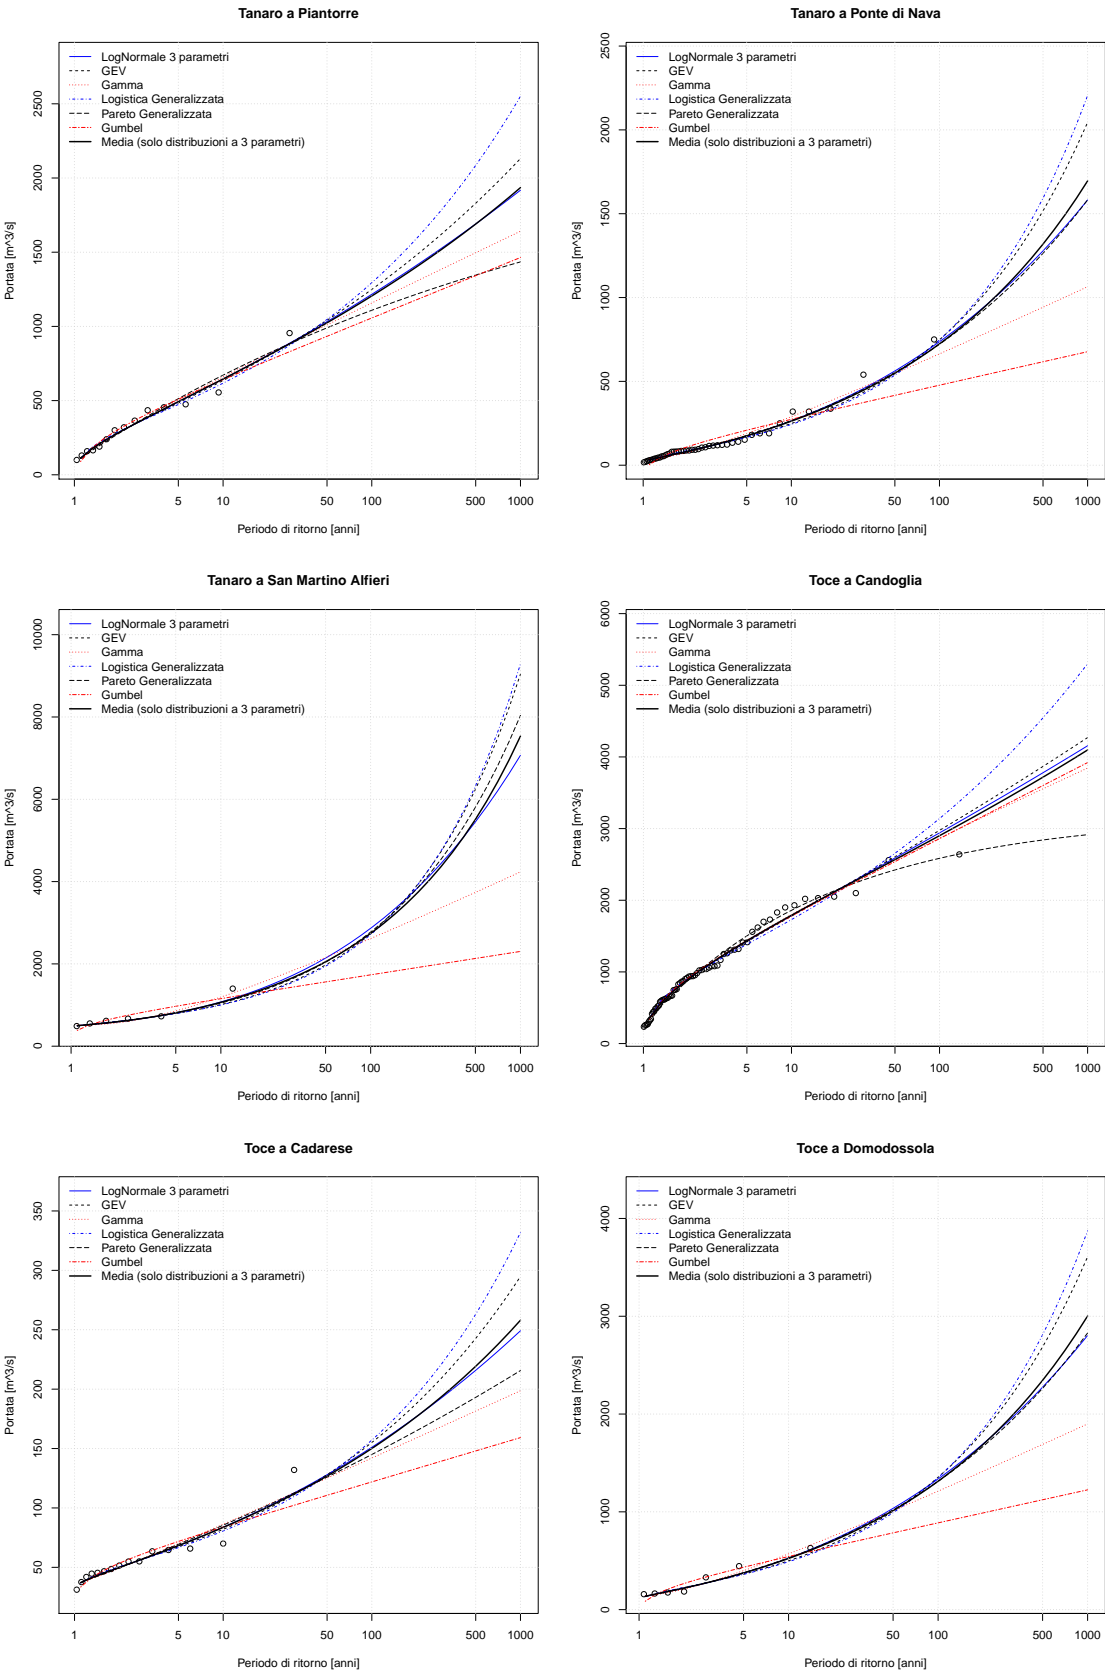 Tanaro a Piantorre
LogNormale 3 parametri
GEV
Gamma
Logistica Generalizzata
Pareto Generalizzata
Gumbel
Media (solo distribuzioni a 3 parametri)
Portata [m^3/s]
0
500
1000
1500
2000
2500
1 5 10 50 100 500 1000
Periodo di ritorno [anni]
Tanaro a Ponte di Nava
LogNormale 3 parametri
GEV
Gamma
Logistica Generalizzata
Pareto Generalizzata
Gumbel
Media (solo distribuzioni a 3 parametri)
Portata [m^3/s]
0
500
1000
1500
2000
2500
1 5 10 50 100 500 1000
Periodo di ritorno [anni]
Tanaro a San Martino Alfieri
LogNormale 3 parametri
GEV
Gamma
Logistica Generalizzata
Pareto Generalizzata
Gumbel
Media (solo distribuzioni a 3 parametri)
Portata [m^3/s]
0
2000
4000
6000
8000
10000
1 5 10 50 100 500 1000
Periodo di ritorno [anni]
Toce a Candoglia
LogNormale 3 parametri
GEV
Gamma
Logistica Generalizzata
Pareto Generalizzata
Gumbel
Media (solo distribuzioni a 3 parametri)
Portata [m^3/s]
0
1000
2000
3000
4000
5000
6000
1 5 10 50 100 500 1000
Periodo di ritorno [anni]
Toce a Cadarese
LogNormale 3 parametri
GEV
Gamma
Logistica Generalizzata
Pareto Generalizzata
Gumbel
Media (solo distribuzioni a 3 parametri)
Portata [m^3/s]
50
100
150
200
250
300
350
1 5 10 50 100 500 1000
Periodo di ritorno [anni]
Toce a Domodossola
LogNormale 3 parametri
GEV
Gamma
Logistica Generalizzata
Pareto Generalizzata
Gumbel
Media (solo distribuzioni a 3 parametri)
Portata [m^3/s]
0
1000
2000
3000
4000
1 5 10 50 100 500 1000
Periodo di ritorno [anni]